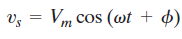 v_s = V_m cos (ωt + ϕ)